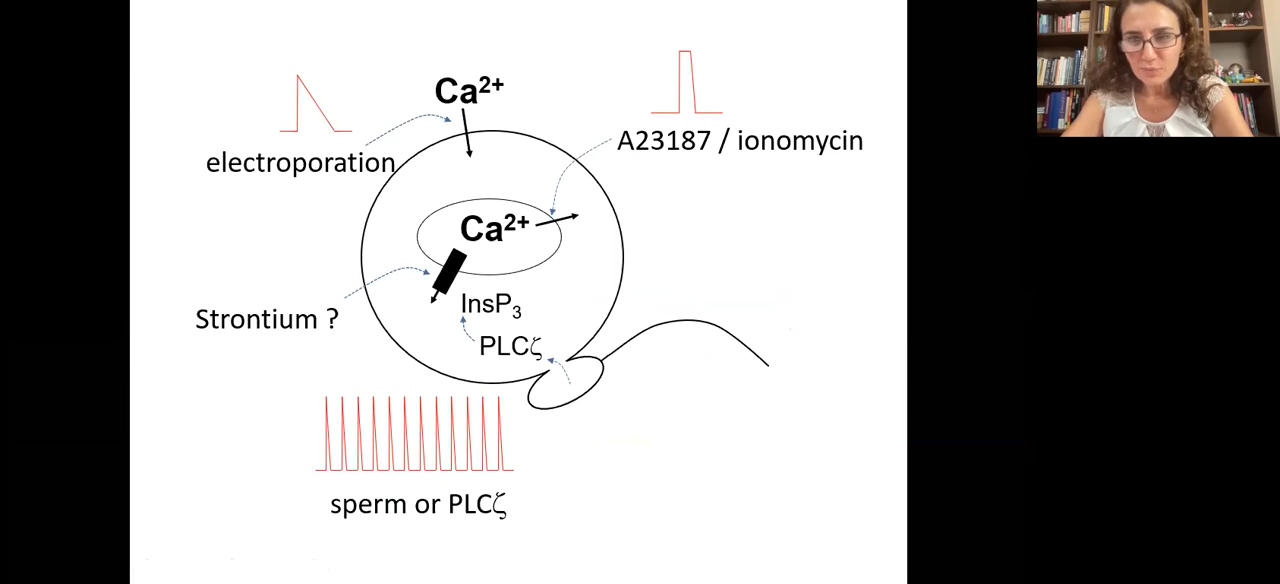 Ca²⁺
electroporation
A23187 / ionomycin
Ca²⁺
Strontium ?
InsP₃
PLCζ
sperm or PLCζ